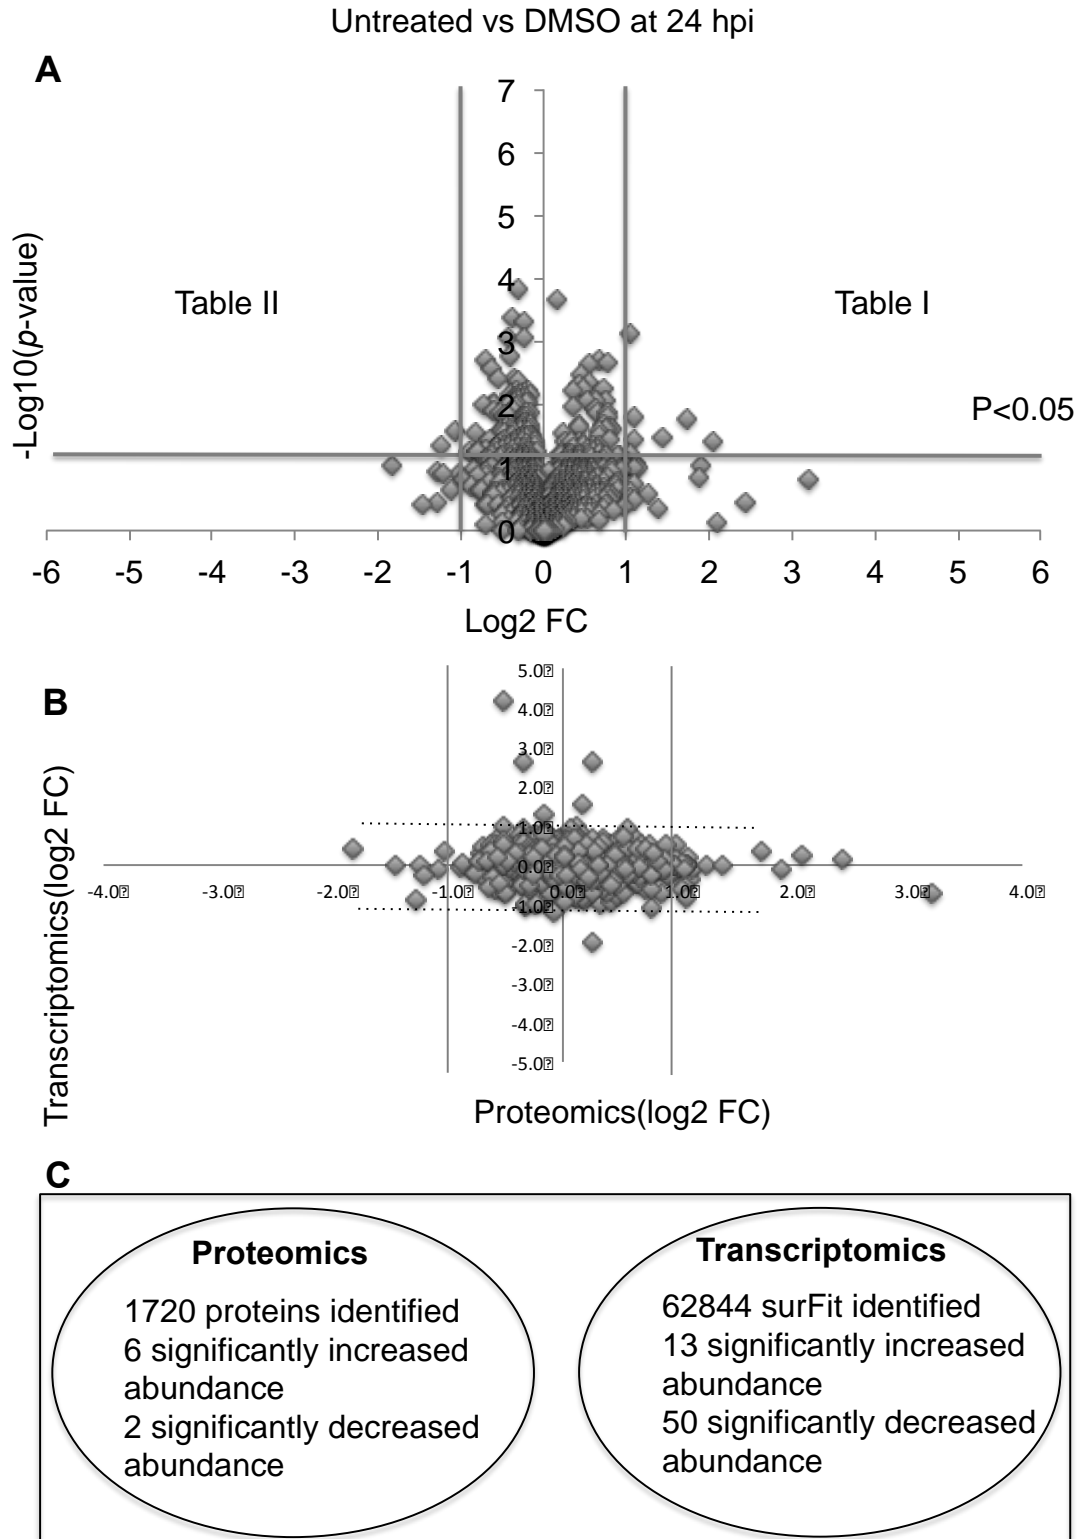 Untreated vs DMSO at 24 hpi
A
7
6
5
4
3
2
1
0
-Log10(p-value)
Table II
Table I
P<0.05
-6 -5 -4 -3 -2 -1 0 1 2 3 4 5 6
Log2 FC
B
5.0
4.0
3.0
2.0
1.0
0.0
-1.0
-2.0
-3.0
-4.0
-5.0
-4.0 -3.0 -2.0 -1.0 0.0 1.0 2.0 3.0 4.0
Transcriptomics(log2 FC)
Proteomics(log2 FC)
C
Proteomics
1720 proteins identified
6 significantly increased
abundance
2 significantly decreased
abundance
Transcriptomics
62844 surFit identified
13 significantly increased
abundance
50 significantly decreased
abundance